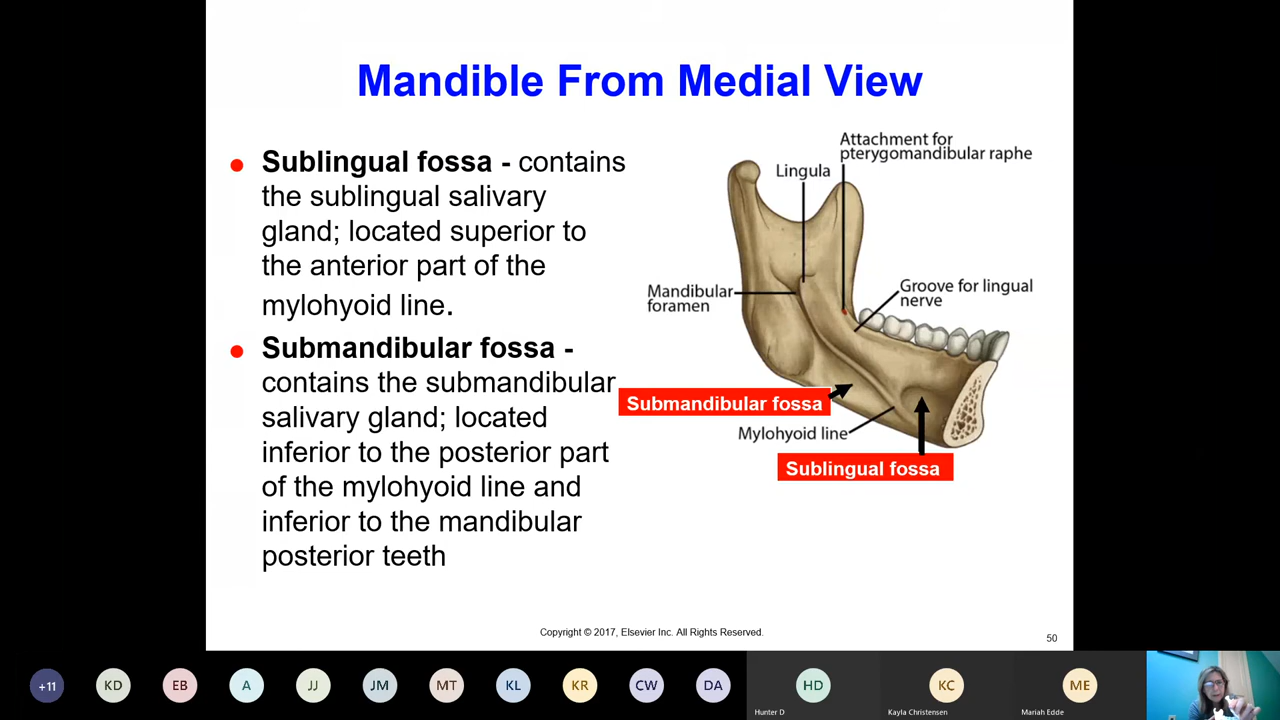 Mandible From Medial View
Sublingual fossa - contains
the sublingual salivary
gland; located superior to
the anterior part of the
mylohyoid line.
Submandibular fossa -
contains the submandibular
salivary gland; located
inferior to the posterior part
of the mylohyoid line and
inferior to the mandibular
posterior teeth
Attachment for
pterygomandibular raphe
Lingula
Mandibular
foramen
Groove for lingual
nerve
Submandibular fossa
Mylohyoid line
Sublingual fossa
Copyright © 2017, Elsevier Inc. All Rights Reserved.
50
+11
KD
EB
A
JJ
JM
MT
KL
KR
CW
DA
HD
KC
ME
Hunter D
Kayla Christensen
Mariah Edde